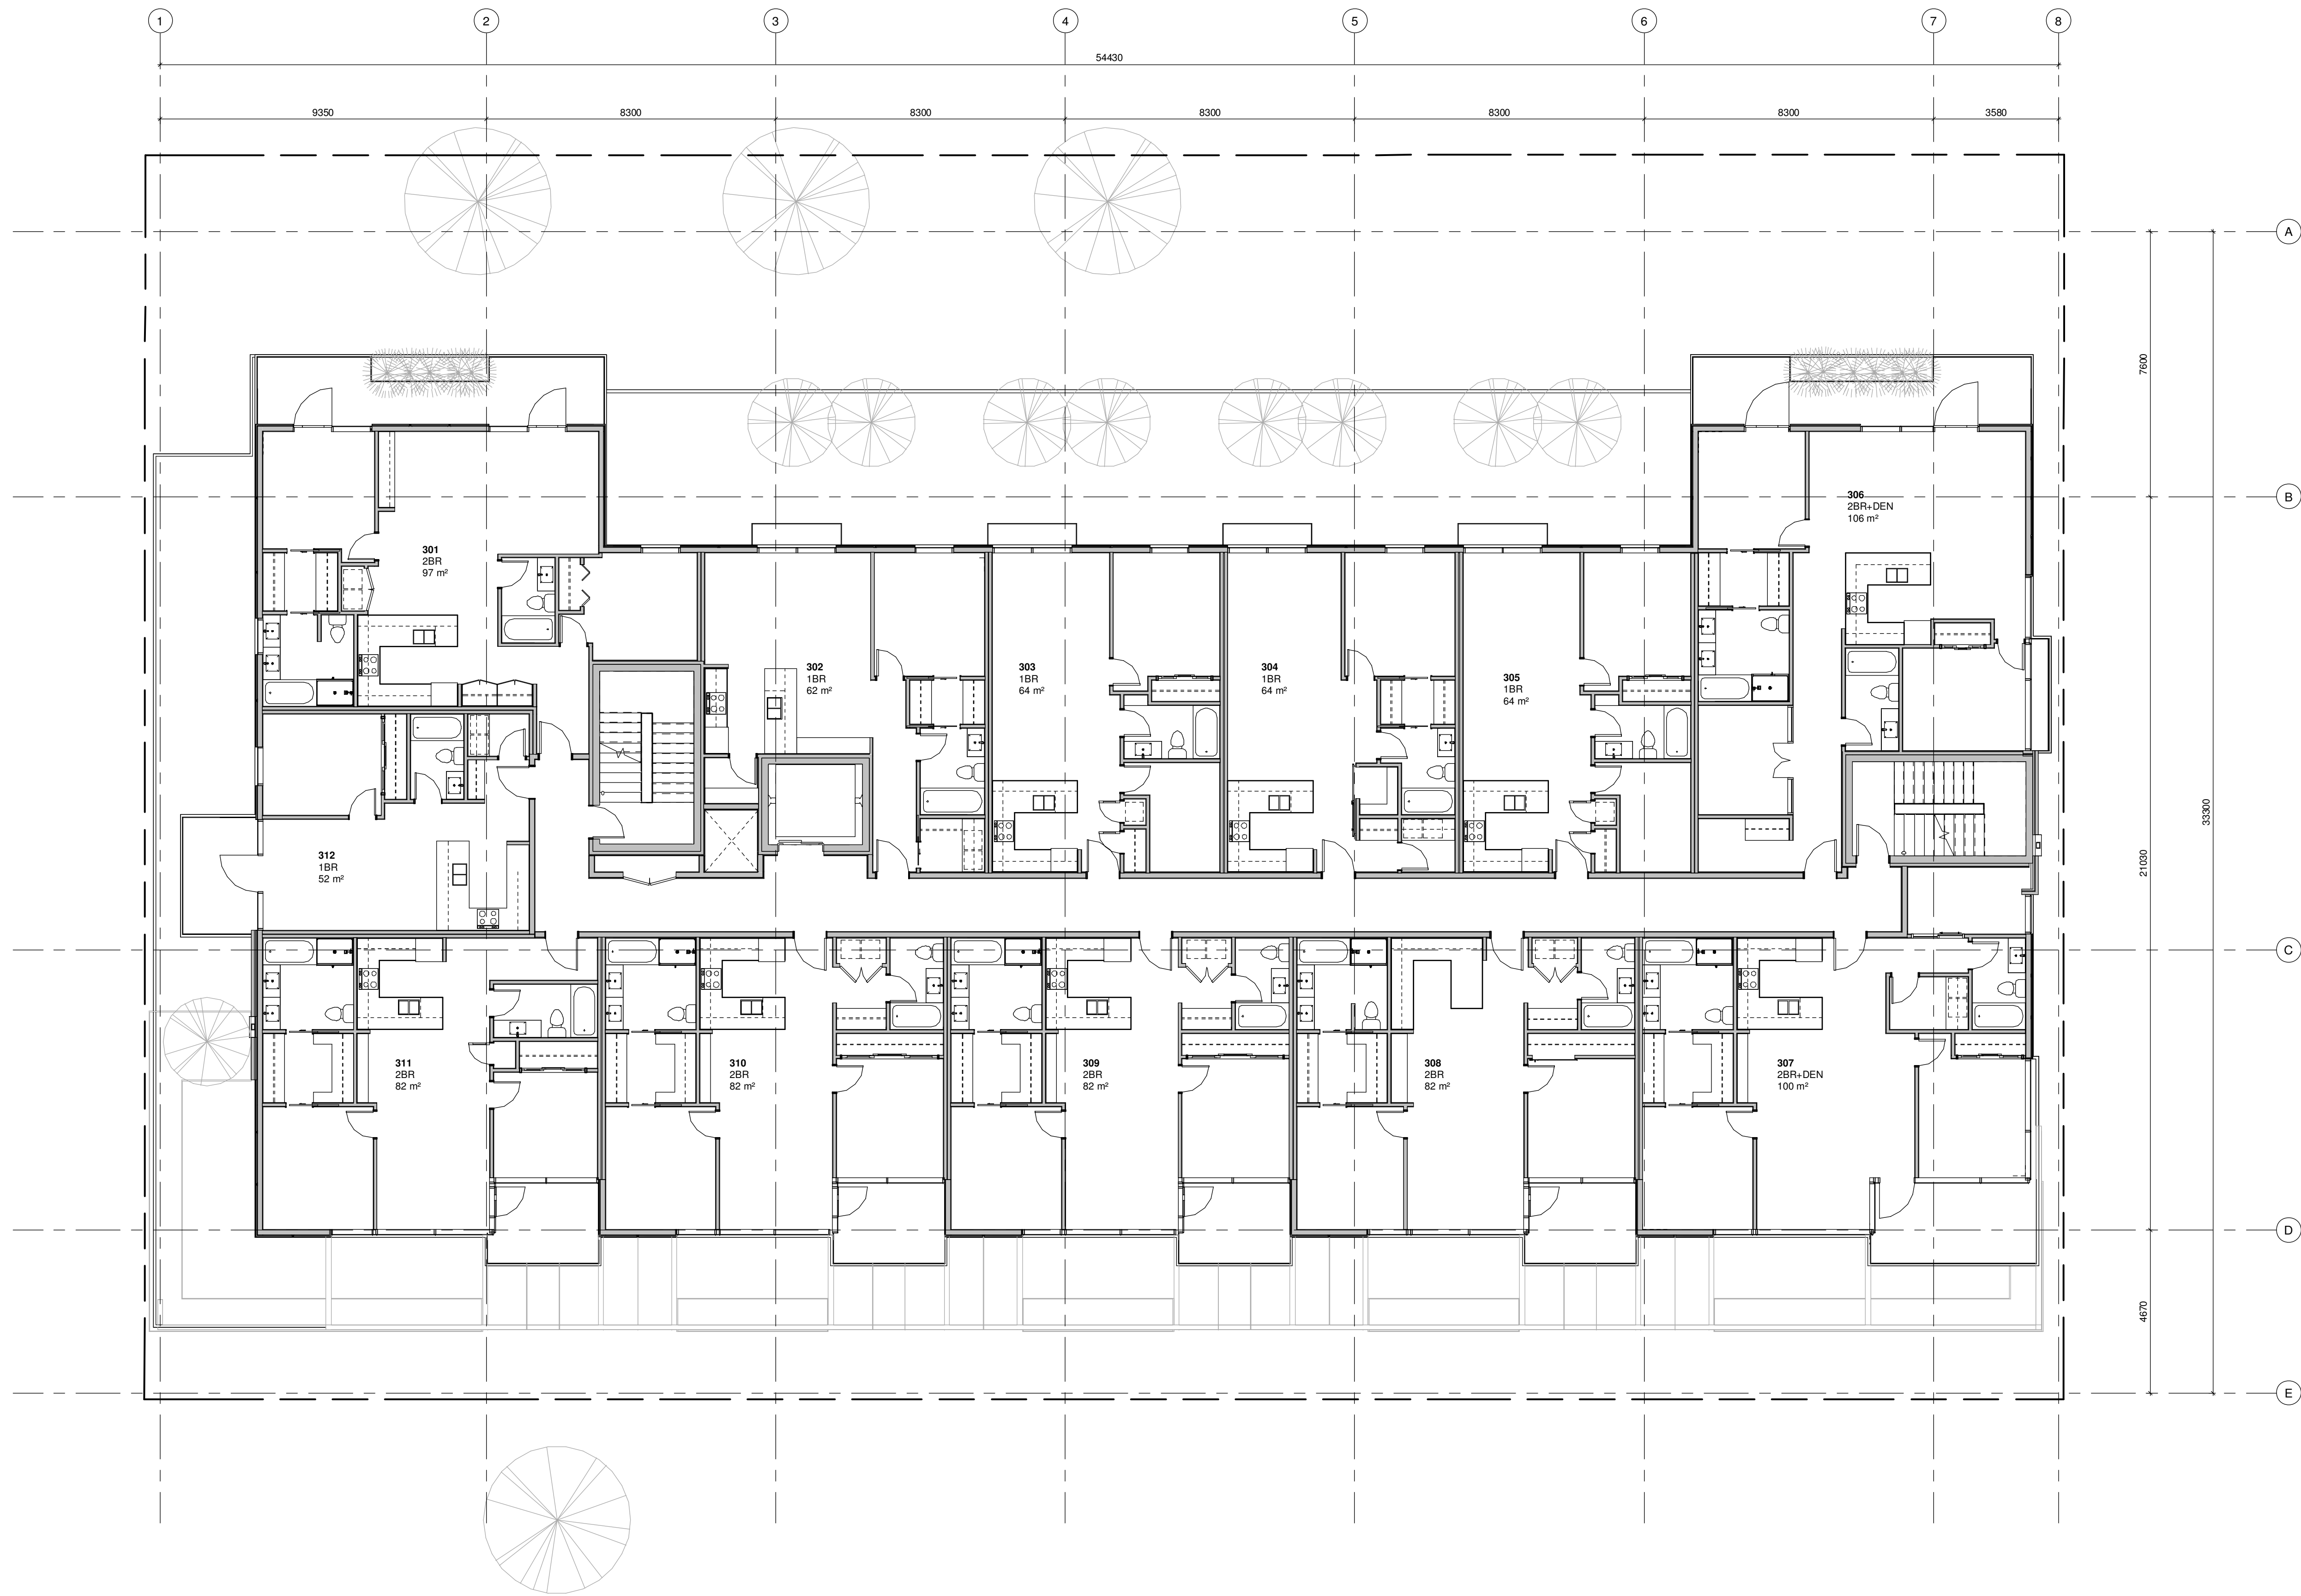 1 2 3 4 5 6 7 8
54430
9350 8300 8300 8300 8300 8300 3580
A
7600
B
306
2BR+DEN
106 m²
301
2BR
97 m²
302
1BR
62 m²
303
1BR
64 m²
304
1BR
64 m²
305
1BR
64 m²
33300
312
1BR
52 m²
21030
C
311
2BR
82 m²
310
2BR
82 m²
309
2BR
82 m²
308
2BR
82 m²
307
2BR+DEN
100 m²
D
4670
E